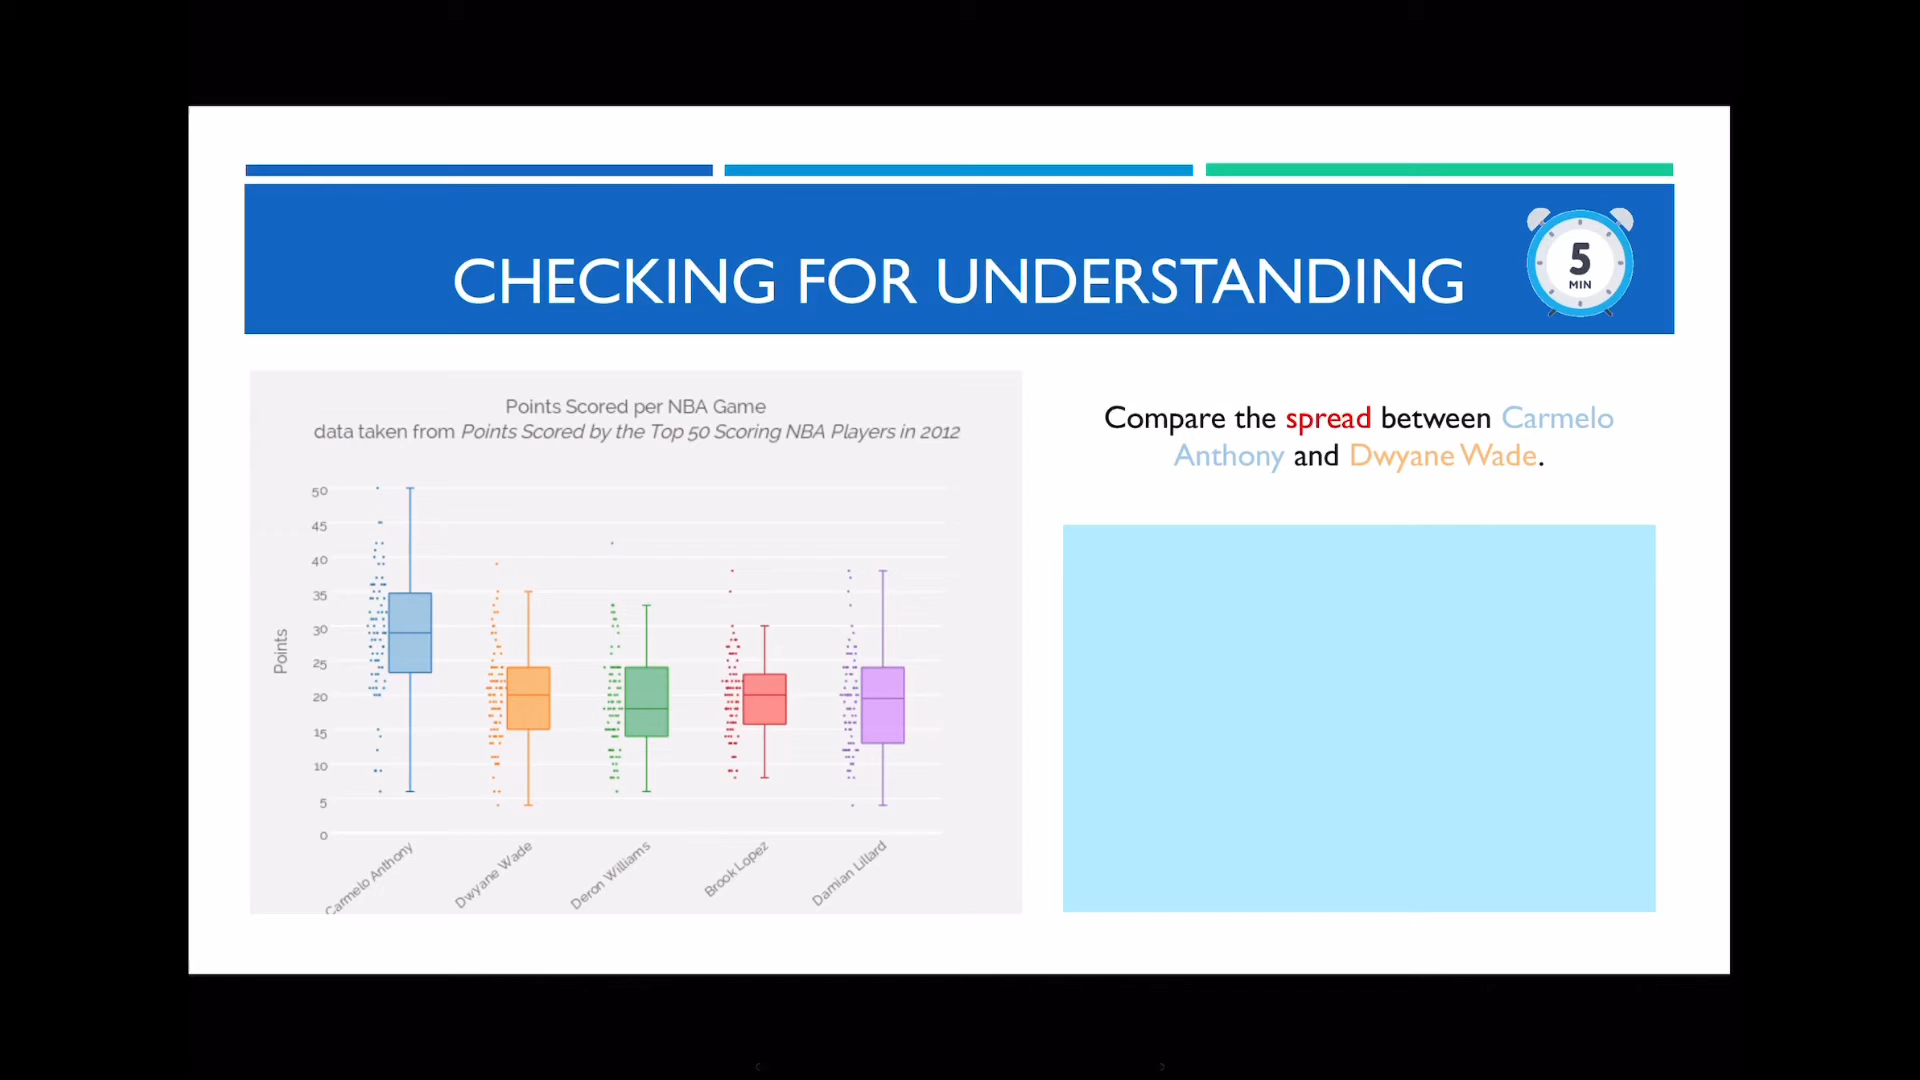 CHECKING FOR UNDERSTANDING
5
MIN
Points Scored per NBA Game
data taken from Points Scored by the Top 50 Scoring NBA Players in 2012
50
45
40
35
30
25
20
15
10
5
0
Points
Carmelo Anthony
Dwyane Wade
Deron Williams
Brook Lopez
Damian Lillard
Compare the spread between Carmelo
Anthony and Dwyane Wade.